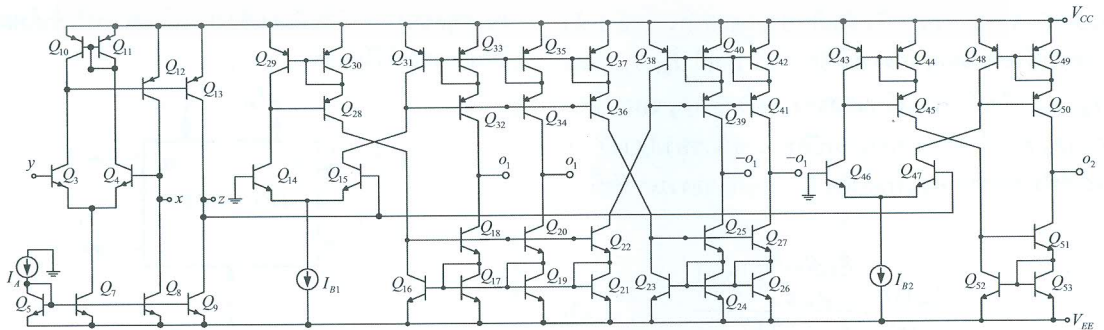 V_CC
Q10 Q11 Q12 Q13
Q29 Q30 Q28
Q31 Q33 Q35 Q37
Q32 Q34 Q36
Q38 Q40 Q42
Q39 Q41
Q43 Q44 Q45
Q48 Q49 Q50
y Q3 Q4 x z
Q14 Q15
o1 o1
−o1 −o1
Q46 Q47
o2
I_A Q5 Q7 Q8 Q9
I_B1
Q18 Q20 Q22
Q16 Q17 Q19 Q21
Q25 Q27
Q23 Q24 Q26
I_B2
Q51 Q52 Q53
V_EE